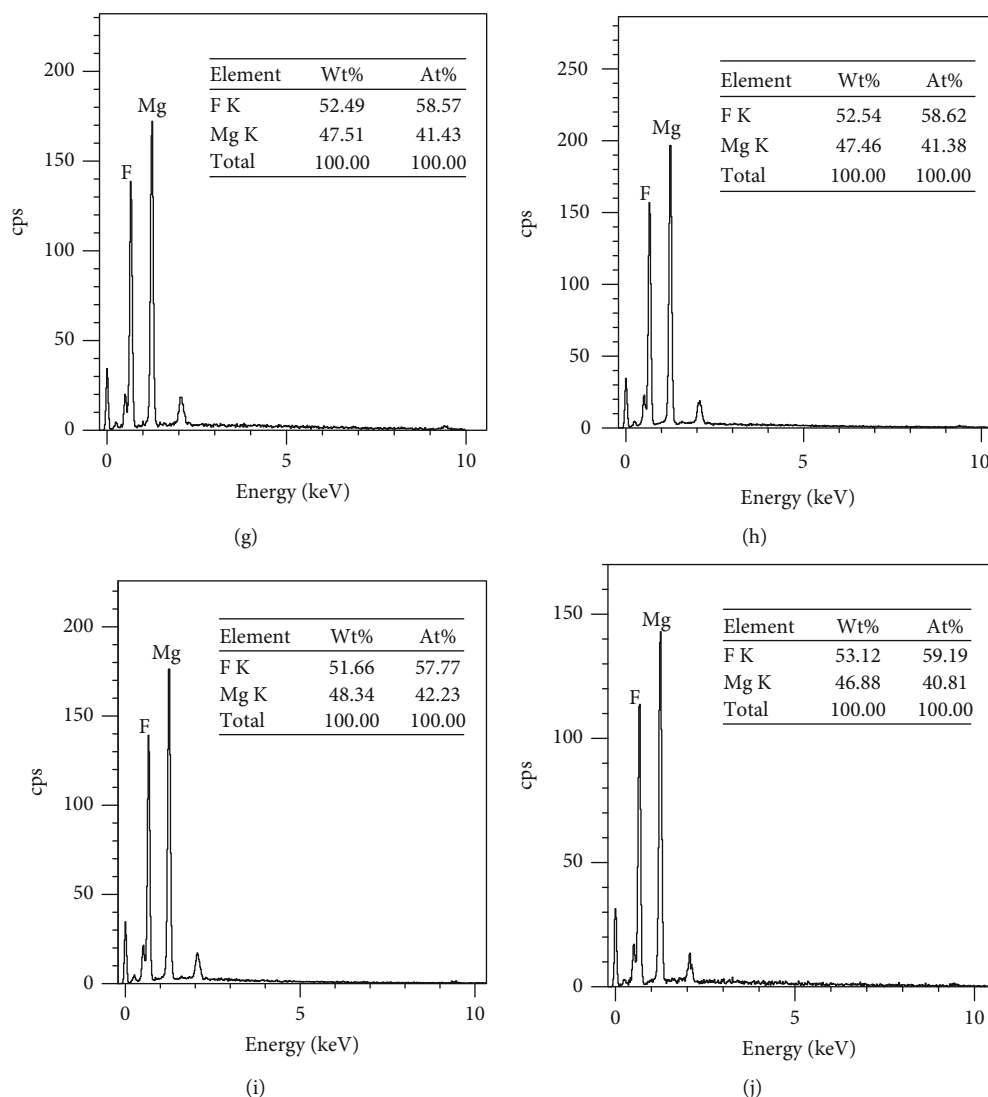 200
150
100
50
0
cps
F
Mg
Element Wt% At%
F K 52.49 58.57
Mg K 47.51 41.43
Total 100.00 100.00
0 5 10
Energy (keV)
(g)
250
200
150
100
50
0
F
Mg
Element Wt% At%
F K 52.54 58.62
Mg K 47.46 41.38
Total 100.00 100.00
cps
0 5 10
Energy (keV)
(h)
200
150
100
50
0
cps
F
Mg
Element Wt% At%
F K 51.66 57.77
Mg K 48.34 42.23
Total 100.00 100.00
0 5 10
Energy (keV)
(i)
150
100
50
0
cps
F
Mg
Element Wt% At%
F K 53.12 59.19
Mg K 46.88 40.81
Total 100.00 100.00
0 5 10
Energy (keV)
(j)